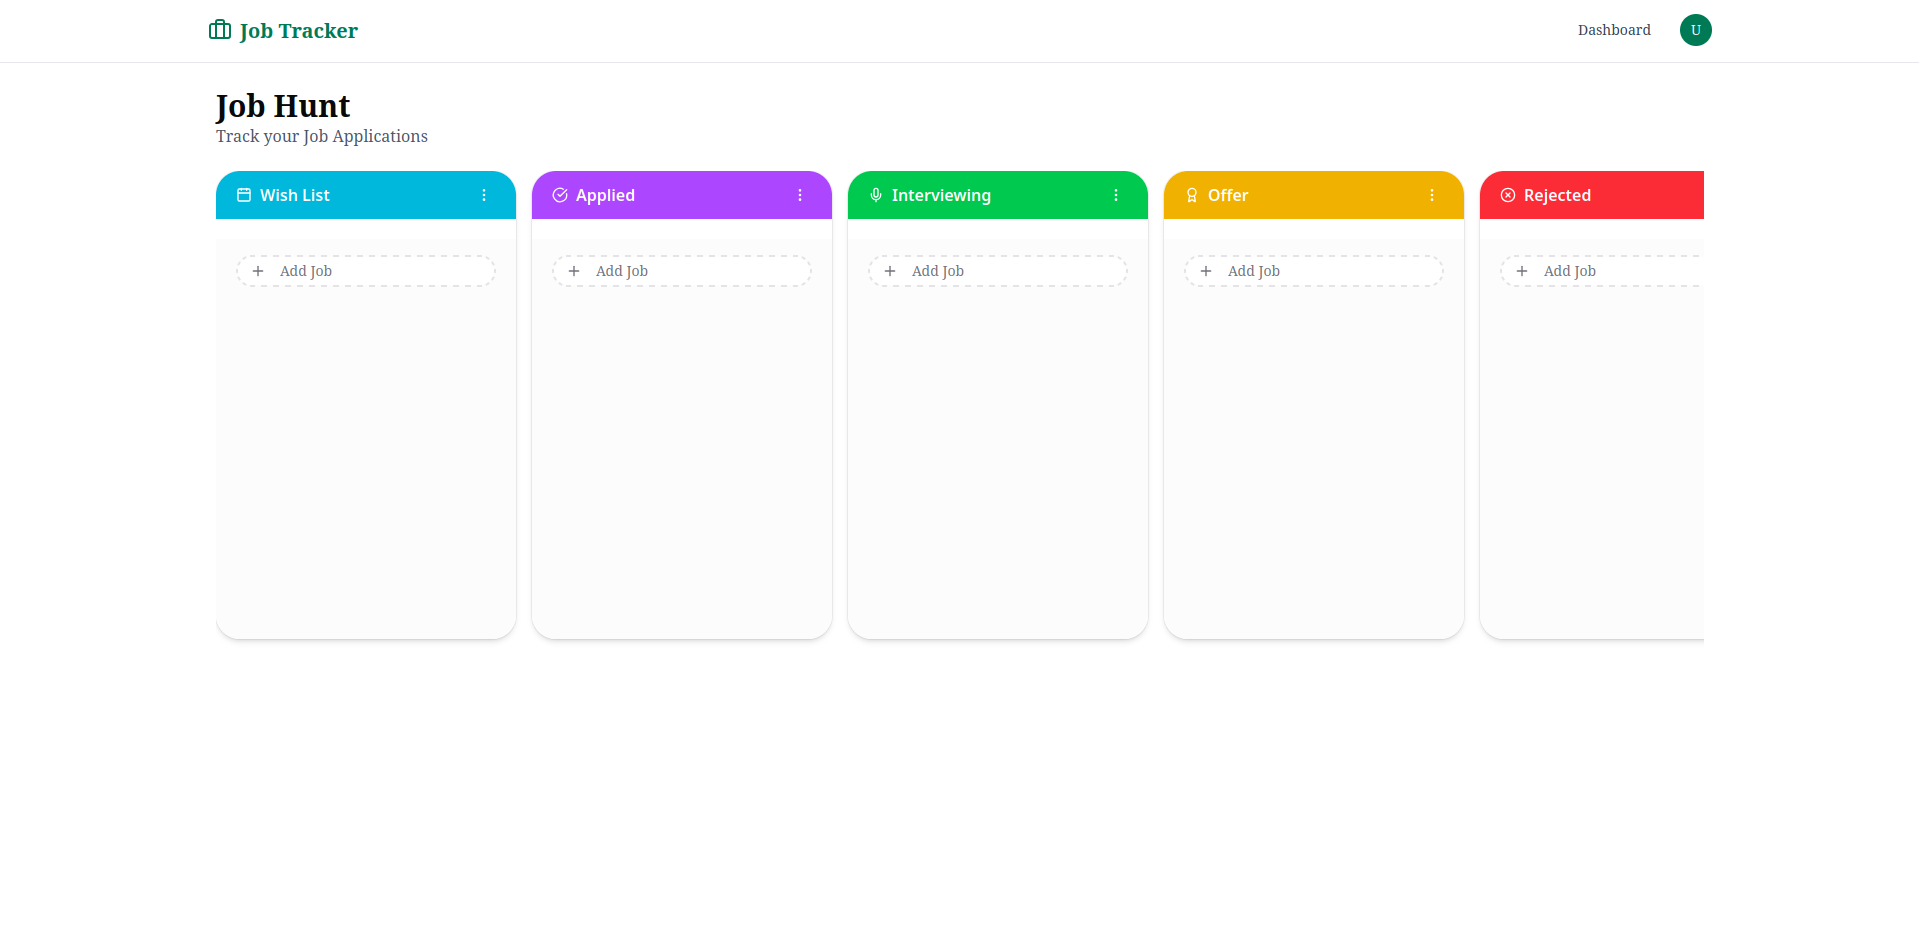 Job Tracker
Dashboard
U
Job Hunt
Track your Job Applications
Wish List
Applied
Interviewing
Offer
Rejected
Add Job
Add Job
Add Job
Add Job
Add Job